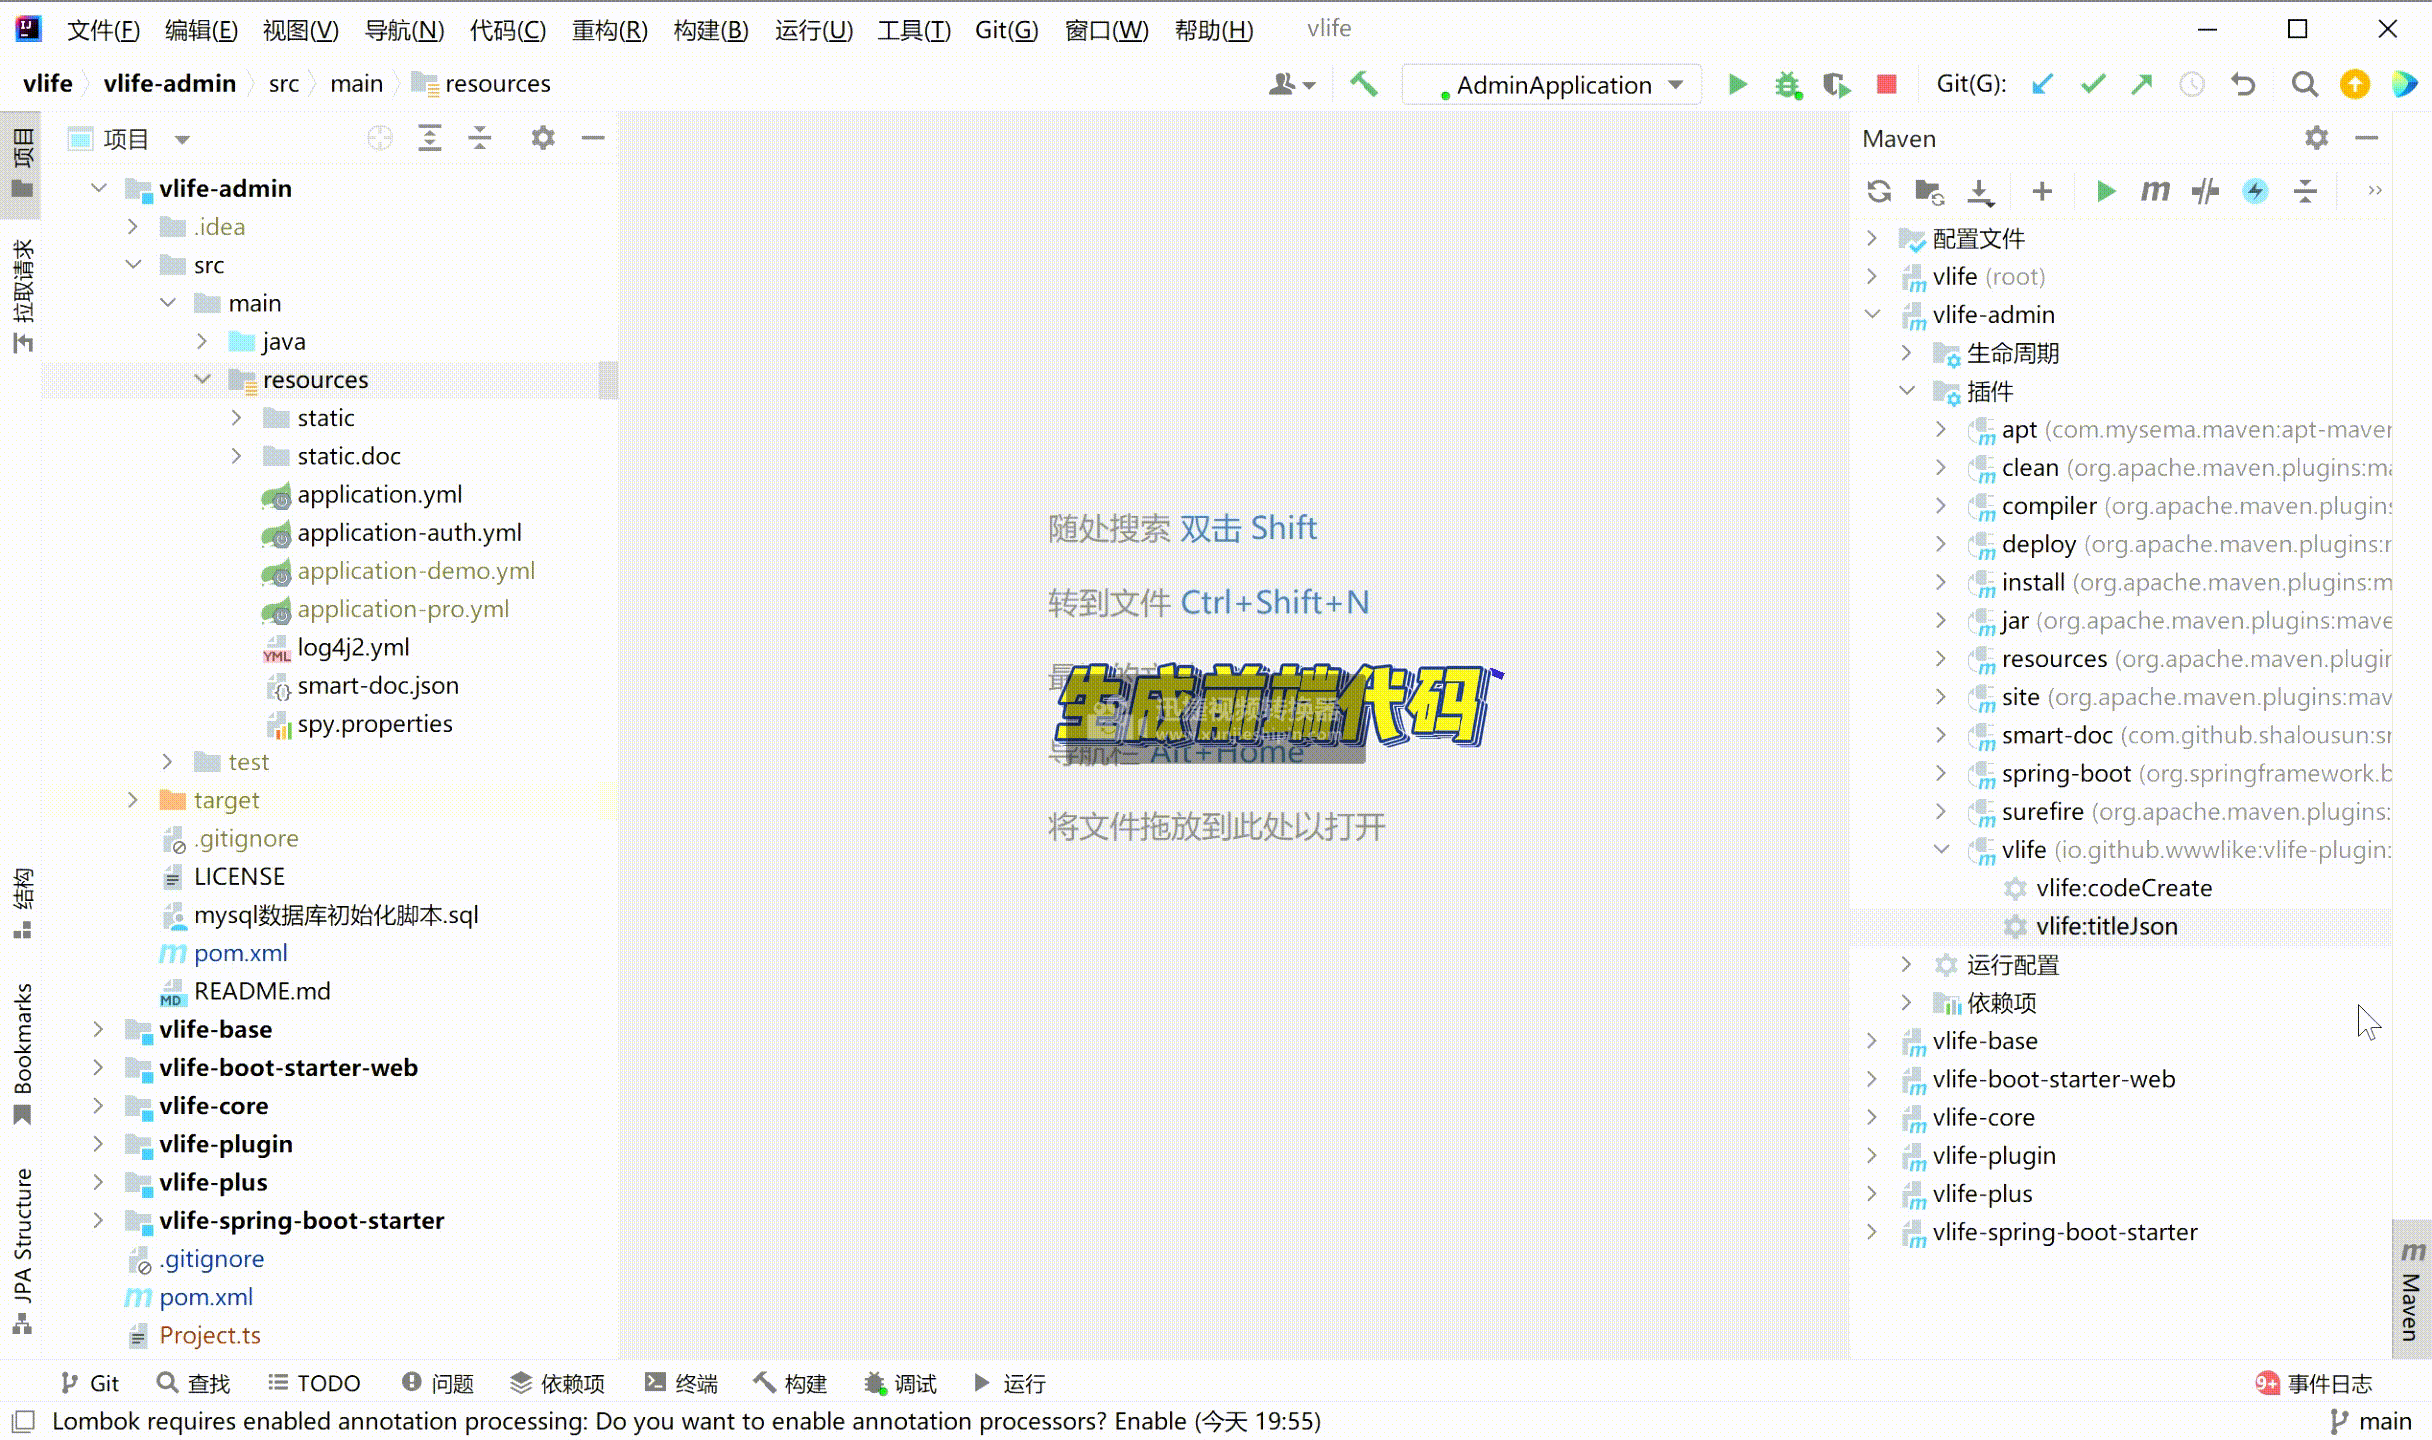 文件(F) 编辑(E) 视图(V) 导航(N) 代码(C) 重构(R) 构建(B) 运行(U) 工具(T) Git(G) 窗口(W) 帮助(H) vlife
vlife vlife-admin src main resources AdminApplication Git(G):
项目
vlife-admin
.idea
src
main
java
resources
static
static.doc
application.yml
application-auth.yml
application-demo.yml
application-pro.yml
log4j2.yml
smart-doc.json
spy.properties
test
target
.gitignore
LICENSE
mysql数据库初始化脚本.sql
pom.xml
README.md
vlife-base
vlife-boot-starter-web
vlife-core
vlife-plugin
vlife-plus
vlife-spring-boot-starter
.gitignore
pom.xml
Project.ts
项目
拉取请求
结构
Bookmarks
JPA Structure
随处搜索 双击 Shift
转到文件 Ctrl+Shift+N
生成前端代码
迅捷视频转换器
导航栏 Alt+Home
将文件拖放到此处以打开
Maven
配置文件
vlife (root)
vlife-admin
生命周期
插件
apt (com.mysema.maven:apt-maven
clean (org.apache.maven.plugins:ma
compiler (org.apache.maven.plugins
deploy (org.apache.maven.plugins:
install (org.apache.maven.plugins:m
jar (org.apache.maven.plugins:mave
resources (org.apache.maven.plugin
site (org.apache.maven.plugins:mav
smart-doc (com.github.shalousun:sr
spring-boot (org.springframework.b
surefire (org.apache.maven.plugins:
vlife (io.github.wwwlike:vlife-plugin:
vlife:codeCreate
vlife:titleJson
运行配置
依赖项
vlife-base
vlife-boot-starter-web
vlife-core
vlife-plugin
vlife-plus
vlife-spring-boot-starter
Maven
Git 查找 TODO 问题 依赖项 终端 构建 调试 运行 9+ 事件日志
Lombok requires enabled annotation processing: Do you want to enable annotation processors? Enable (今天 19:55) main